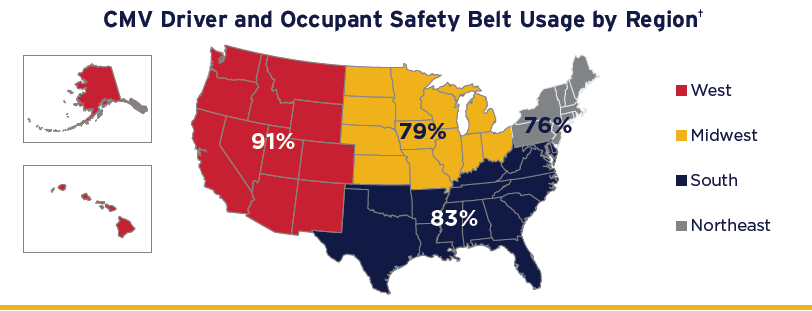 CMV Driver and Occupant Safety Belt Usage by Region†
West
91%
79%
76%
Midwest
South
83%
Northeast